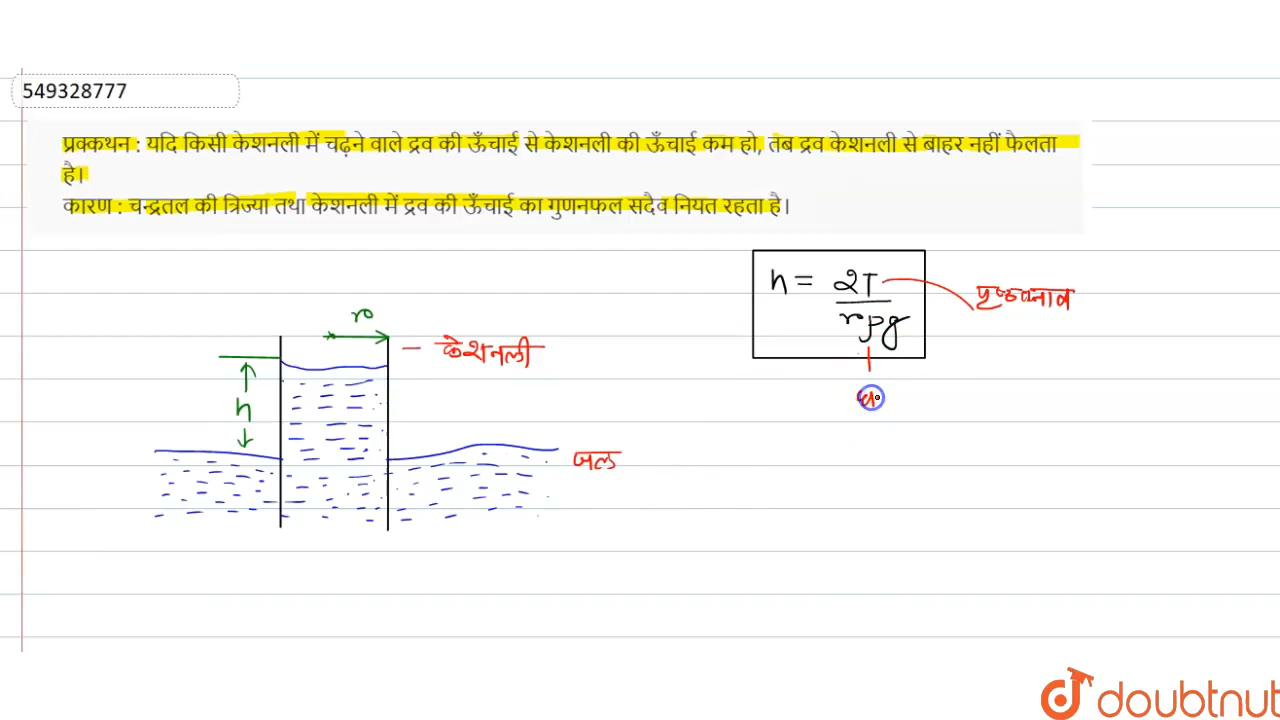 549328777
प्रक्कथन : यदि किसी केशनली में चढ़ने वाले द्रव की ऊँचाई से केशनली की ऊँचाई कम हो, तब द्रव केशनली से बाहर नहीं फैलता
है।
कारण : चन्द्रतल की त्रिज्या तथा केशनली में द्रव की ऊँचाई का गुणनफल सदैव नियत रहता है।
h = 2T / rρg
पृष्ठतनाव
r
केशनली
h
जल
doubtnut